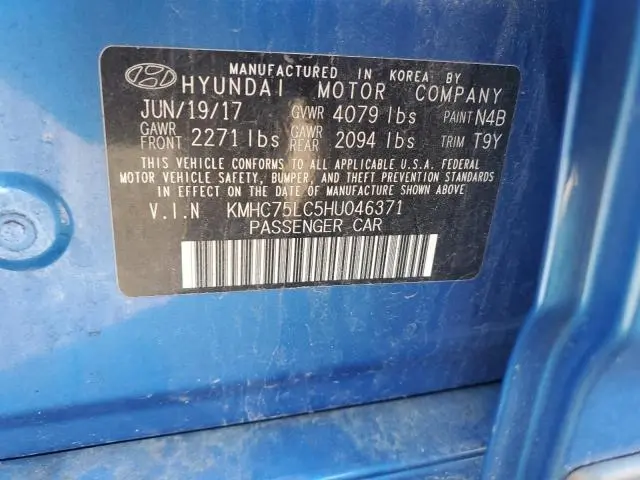 MANUFACTURED IN KOREA BY
HYUNDAI MOTOR COMPANY
JUN/19/17 GVWR 4079 lbs PAINT N4B
GAWR FRONT 2271 lbs GAWR REAR 2094 lbs TRIM T9Y
THIS VEHICLE CONFORMS TO ALL APPLICABLE U.S.A. FEDERAL
MOTOR VEHICLE SAFETY, BUMPER, AND THEFT PREVENTION STANDARDS
IN EFFECT ON THE DATE OF MANUFACTURE SHOWN ABOVE
V.I.N KMHC75LC5HU046371
PASSENGER CAR